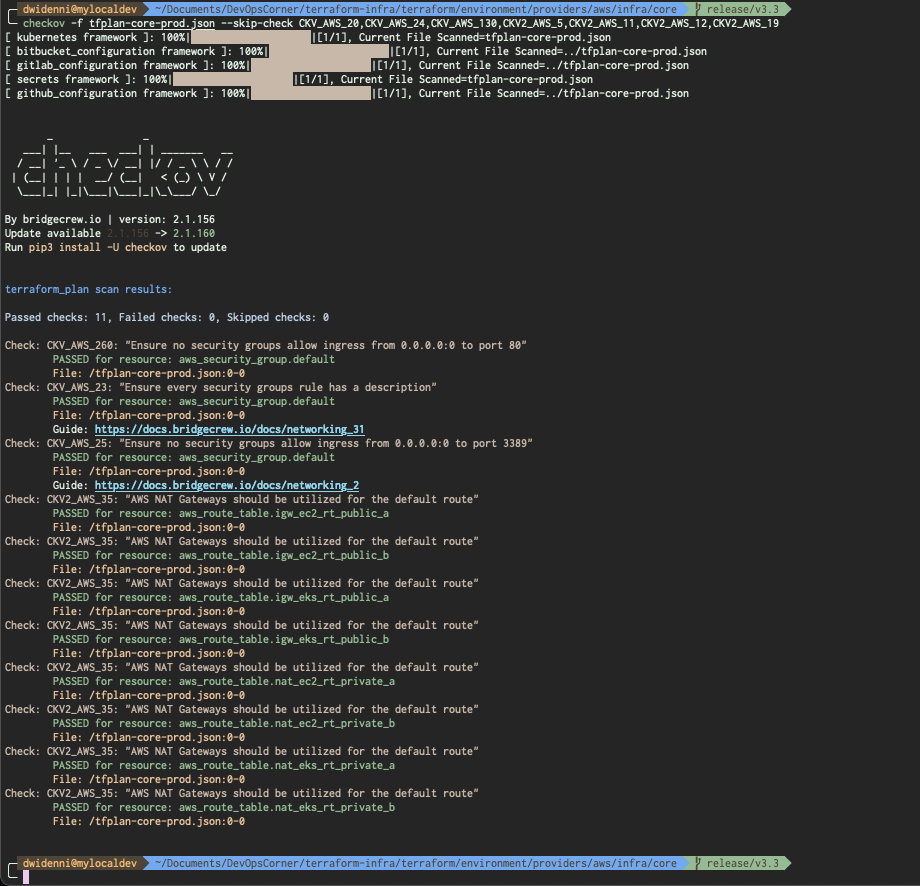 dwidenni@mylocaldev ~/Documents/DevOpsCorner/terraform-infra/terraform/environment/providers/aws/infra/core release/v3.3
checkov -f tfplan-core-prod.json --skip-check CKV_AWS_20,CKV_AWS_24,CKV_AWS_130,CKV2_AWS_5,CKV2_AWS_11,CKV2_AWS_12,CKV2_AWS_19
[ kubernetes framework ]: 100%| |[1/1], Current File Scanned=tfplan-core-prod.json
[ bitbucket_configuration framework ]: 100%| |[1/1], Current File Scanned=../tfplan-core-prod.json
[ gitlab_configuration framework ]: 100%| |[1/1], Current File Scanned=../tfplan-core-prod.json
[ secrets framework ]: 100%| |[1/1], Current File Scanned=tfplan-core-prod.json
[ github_configuration framework ]: 100%| |[1/1], Current File Scanned=../tfplan-core-prod.json
checkov
By bridgecrew.io | version: 2.1.156
Update available 2.1.156 -> 2.1.160
Run pip3 install -U checkov to update
terraform_plan scan results:
Passed checks: 11, Failed checks: 0, Skipped checks: 0
Check: CKV_AWS_260: "Ensure no security groups allow ingress from 0.0.0.0:0 to port 80"
PASSED for resource: aws_security_group.default
File: /tfplan-core-prod.json:0-0
Check: CKV_AWS_23: "Ensure every security groups rule has a description"
PASSED for resource: aws_security_group.default
File: /tfplan-core-prod.json:0-0
Guide: https://docs.bridgecrew.io/docs/networking_31
Check: CKV_AWS_25: "Ensure no security groups allow ingress from 0.0.0.0:0 to port 3389"
PASSED for resource: aws_security_group.default
File: /tfplan-core-prod.json:0-0
Guide: https://docs.bridgecrew.io/docs/networking_2
Check: CKV2_AWS_35: "AWS NAT Gateways should be utilized for the default route"
PASSED for resource: aws_route_table.igw_ec2_rt_public_a
File: /tfplan-core-prod.json:0-0
Check: CKV2_AWS_35: "AWS NAT Gateways should be utilized for the default route"
PASSED for resource: aws_route_table.igw_ec2_rt_public_b
File: /tfplan-core-prod.json:0-0
Check: CKV2_AWS_35: "AWS NAT Gateways should be utilized for the default route"
PASSED for resource: aws_route_table.igw_eks_rt_public_a
File: /tfplan-core-prod.json:0-0
Check: CKV2_AWS_35: "AWS NAT Gateways should be utilized for the default route"
PASSED for resource: aws_route_table.igw_eks_rt_public_b
File: /tfplan-core-prod.json:0-0
Check: CKV2_AWS_35: "AWS NAT Gateways should be utilized for the default route"
PASSED for resource: aws_route_table.nat_ec2_rt_private_a
File: /tfplan-core-prod.json:0-0
Check: CKV2_AWS_35: "AWS NAT Gateways should be utilized for the default route"
PASSED for resource: aws_route_table.nat_ec2_rt_private_b
File: /tfplan-core-prod.json:0-0
Check: CKV2_AWS_35: "AWS NAT Gateways should be utilized for the default route"
PASSED for resource: aws_route_table.nat_eks_rt_private_a
File: /tfplan-core-prod.json:0-0
Check: CKV2_AWS_35: "AWS NAT Gateways should be utilized for the default route"
PASSED for resource: aws_route_table.nat_eks_rt_private_b
File: /tfplan-core-prod.json:0-0
dwidenni@mylocaldev ~/Documents/DevOpsCorner/terraform-infra/terraform/environment/providers/aws/infra/core release/v3.3